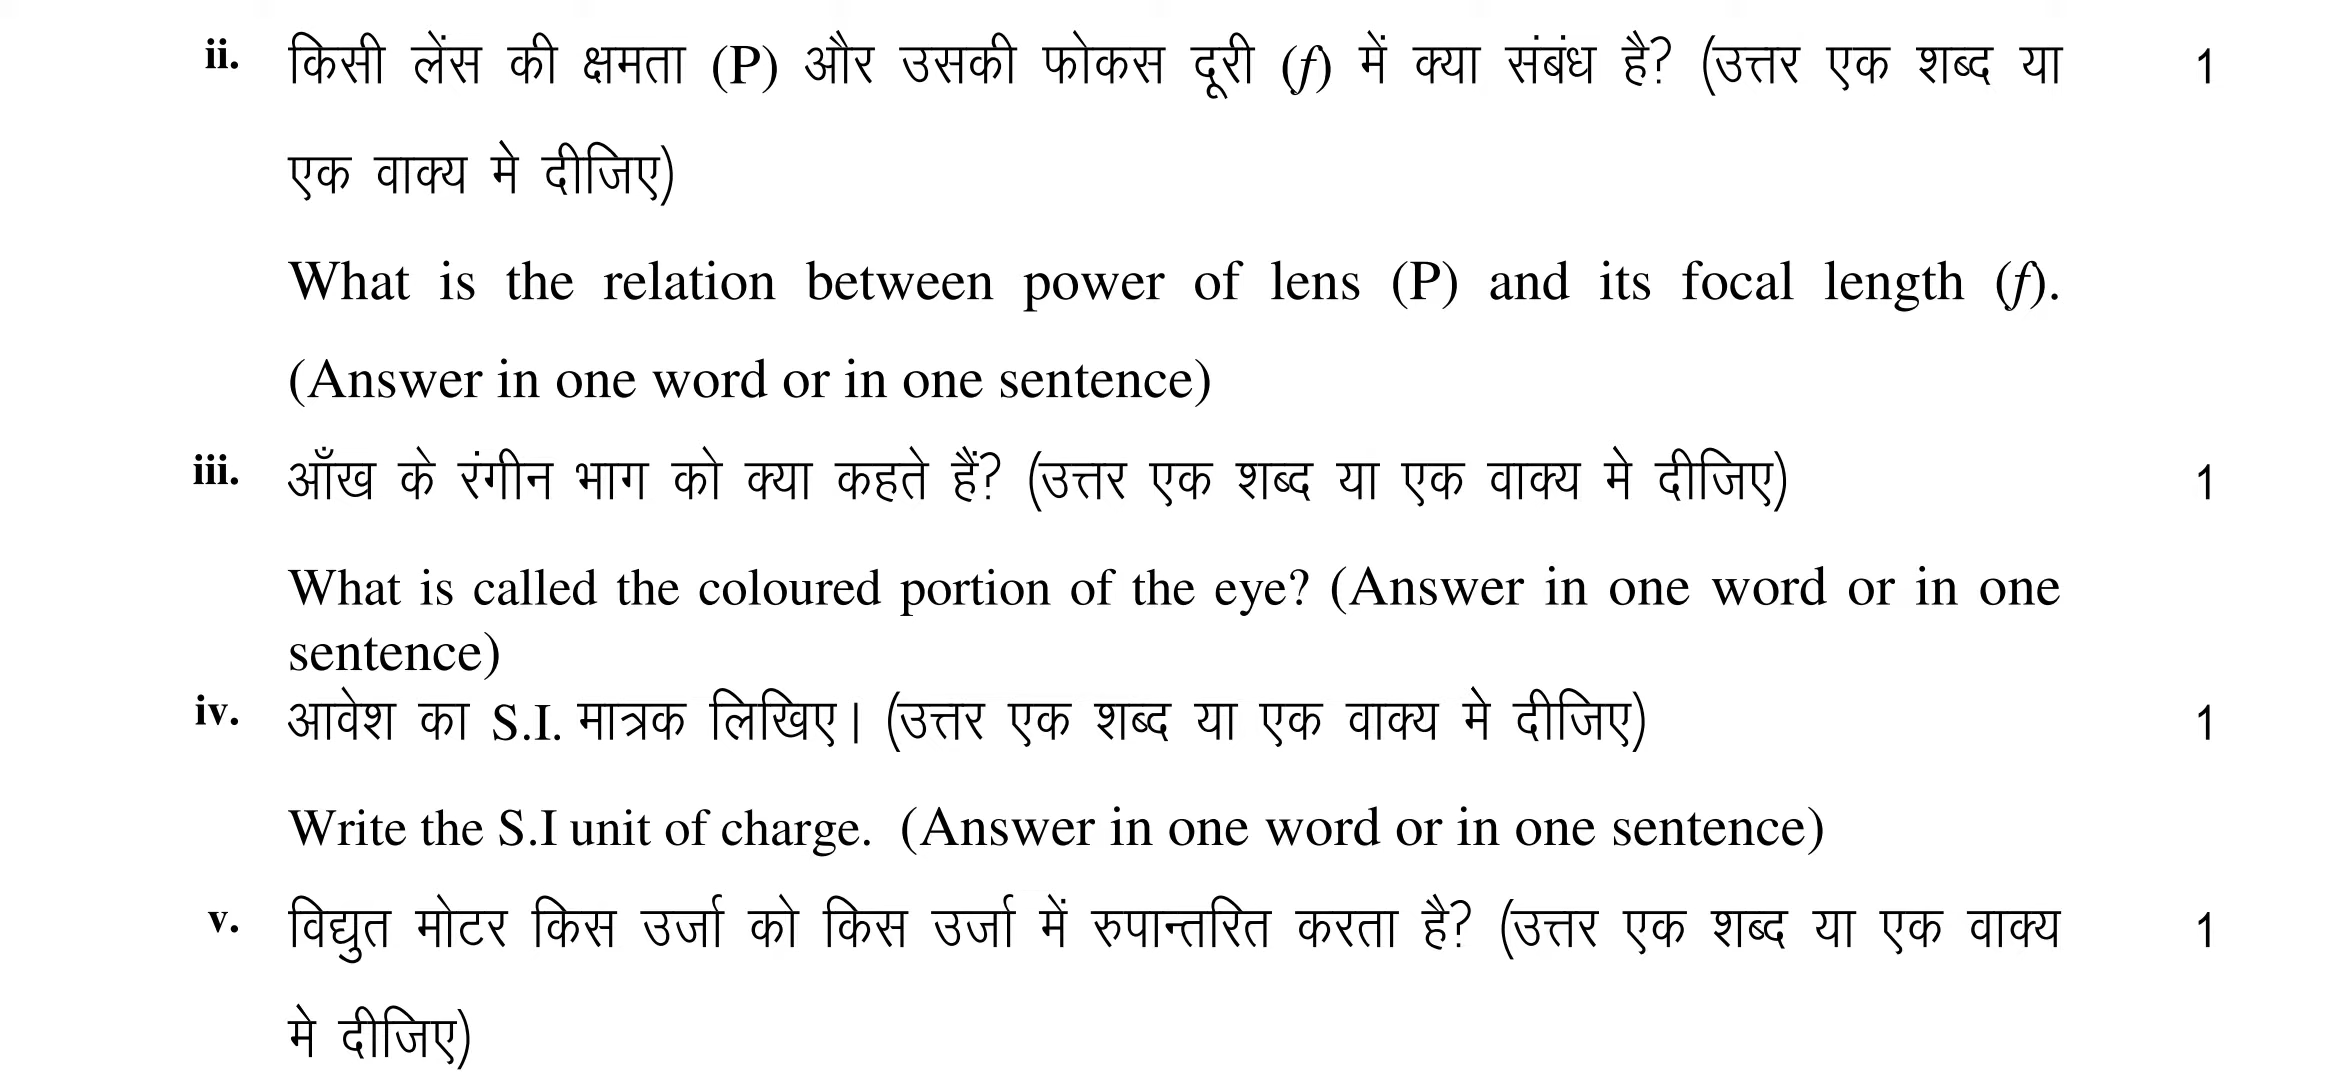 ii. किसी लेंस की क्षमता (P) और उसकी फोकस दूरी (f) में क्या संबंध है? (उत्तर एक शब्द या 1
एक वाक्य मे दीजिए)
What is the relation between power of lens (P) and its focal length (f).
(Answer in one word or in one sentence)
iii. आँख के रंगीन भाग को क्या कहते हैं? (उत्तर एक शब्द या एक वाक्य मे दीजिए) 1
What is called the coloured portion of the eye? (Answer in one word or in one
sentence)
iv. आवेश का S.I. मात्रक लिखिए। (उत्तर एक शब्द या एक वाक्य मे दीजिए) 1
Write the S.I unit of charge. (Answer in one word or in one sentence)
v. विद्युत मोटर किस उर्जा को किस उर्जा में रुपान्तरित करता है? (उत्तर एक शब्द या एक वाक्य 1
मे दीजिए)